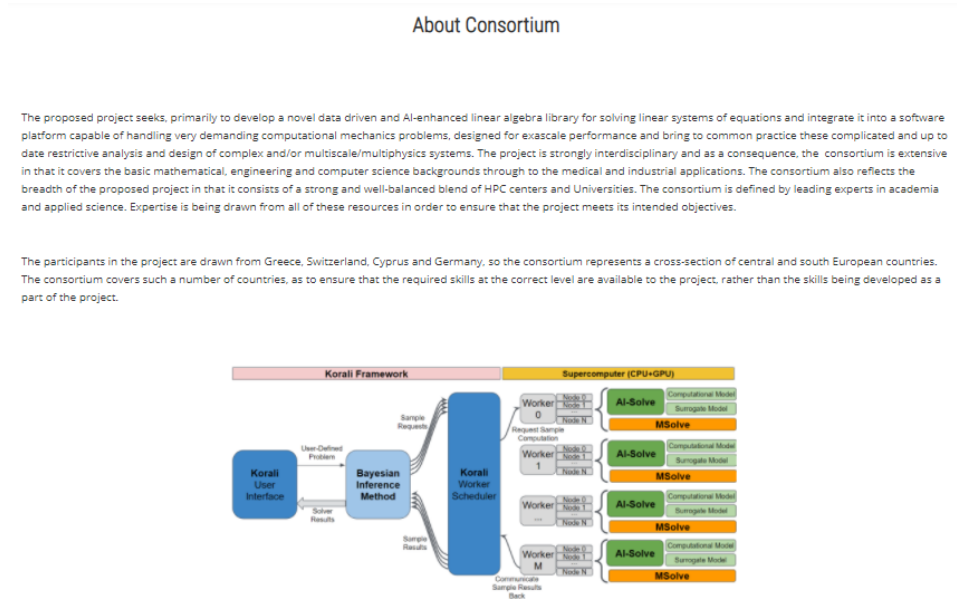 About Consortium
The proposed project seeks, primarily to develop a novel data driven and AI-enhanced linear algebra library for solving linear systems of equations and integrate it into a software
platform capable of handling very demanding computational mechanics problems, designed for exascale performance and bring to common practice these complicated and up to
date restrictive analysis and design of complex and/or multiscale/multiphysics systems. The project is strongly interdisciplinary and as a consequence, the consortium is extensive
in that it covers the basic mathematical, engineering and computer science backgrounds through to the medical and industrial applications. The consortium also reflects the
breadth of the proposed project in that it consists of a strong and well-balanced blend of HPC centers and Universities. The consortium is defined by leading experts in academia
and applied science. Expertise is being drawn from all of these resources in order to ensure that the project meets its intended objectives.
The participants in the project are drawn from Greece, Switzerland, Cyprus and Germany, so the consortium represents a cross-section of central and south European countries.
The consortium covers such a number of countries, as to ensure that the required skills at the correct level are available to the project, rather than the skills being developed as a
part of the project.
Korali Framework
Supercomputer (CPU+GPU)
Korali
User
Interface
User-Defined
Problem
Solver
Results
Bayesian
Inference
Method
Sample
Requests
Sample
Results
Korali
Worker
Scheduler
Request Sample
Computation
Communicate
Sample Results
Back
Worker
0
Node 0
Node 1
...
Node N
AI-Solve
Computational Model
Surrogate Model
MSolve
Worker
1
Node 0
Node 1
...
Node N
AI-Solve
Computational Model
Surrogate Model
MSolve
Worker
...
Node 0
Node 1
...
Node N
AI-Solve
Computational Model
Surrogate Model
MSolve
Worker
M
Node 0
Node 1
...
Node N
AI-Solve
Computational Model
Surrogate Model
MSolve